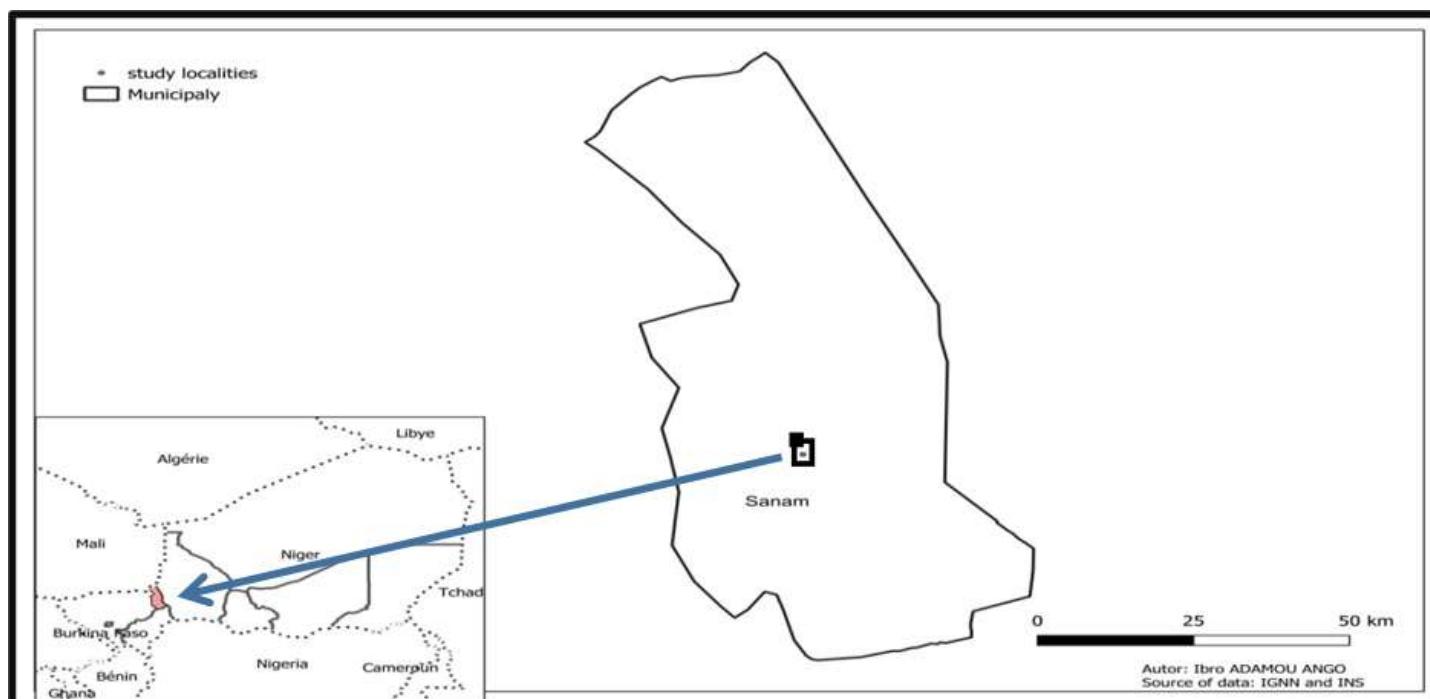 study localities
Municipaly
Sanam
0 25 50 km
Autor: Ibro ADAMOU ANGO
Source of data: IGNN and INS
Libye
Algérie
Mali
Niger
Tchad
Burkina Faso
Nigeria
Cameroun
Bénin
Ghana